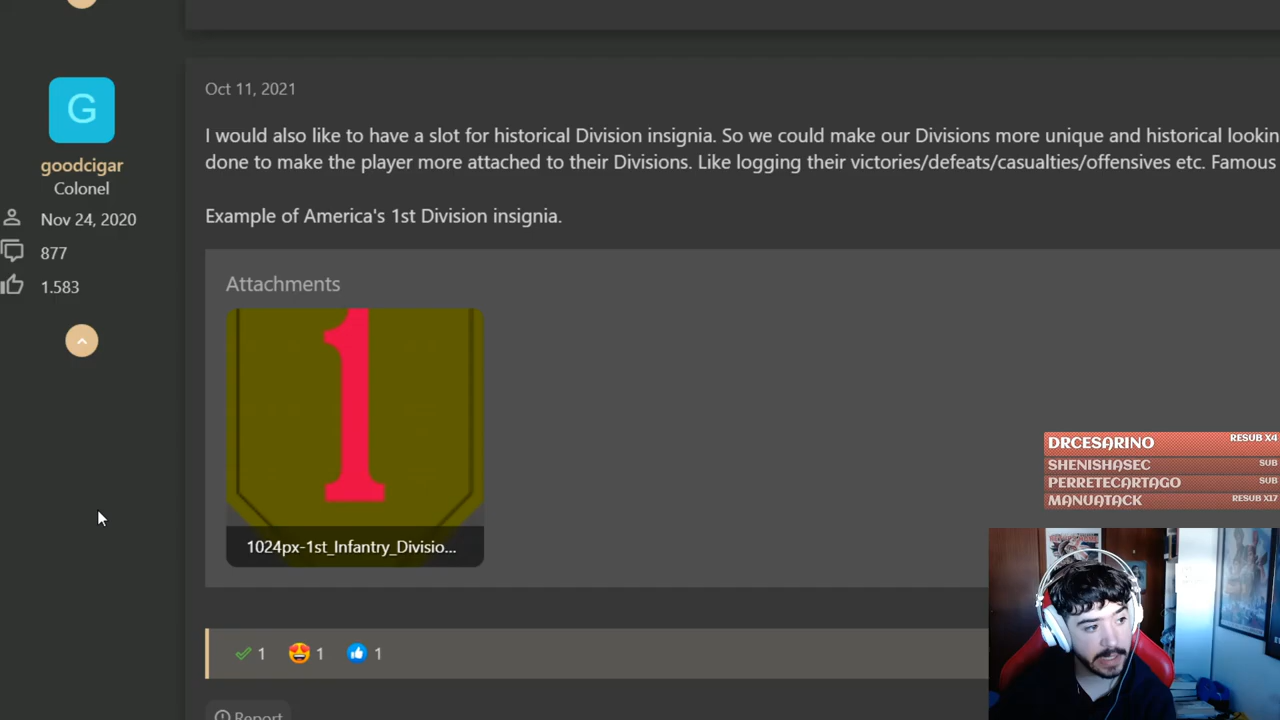 Oct 11, 2021
G
goodcigar
Colonel
Nov 24, 2020
877
1.583
I would also like to have a slot for historical Division insignia. So we could make our Divisions more unique and historical lookin
done to make the player more attached to their Divisions. Like logging their victories/defeats/casualties/offensives etc. Famous
Example of America's 1st Division insignia.
Attachments
1
1024px-1st_Infantry_Divisio...
1 1 1
Report
DRCESARINO RESUB X4
SHENISHASEC SUB
PERRETECARTAGO SUB
MANUATACK RESUB X17